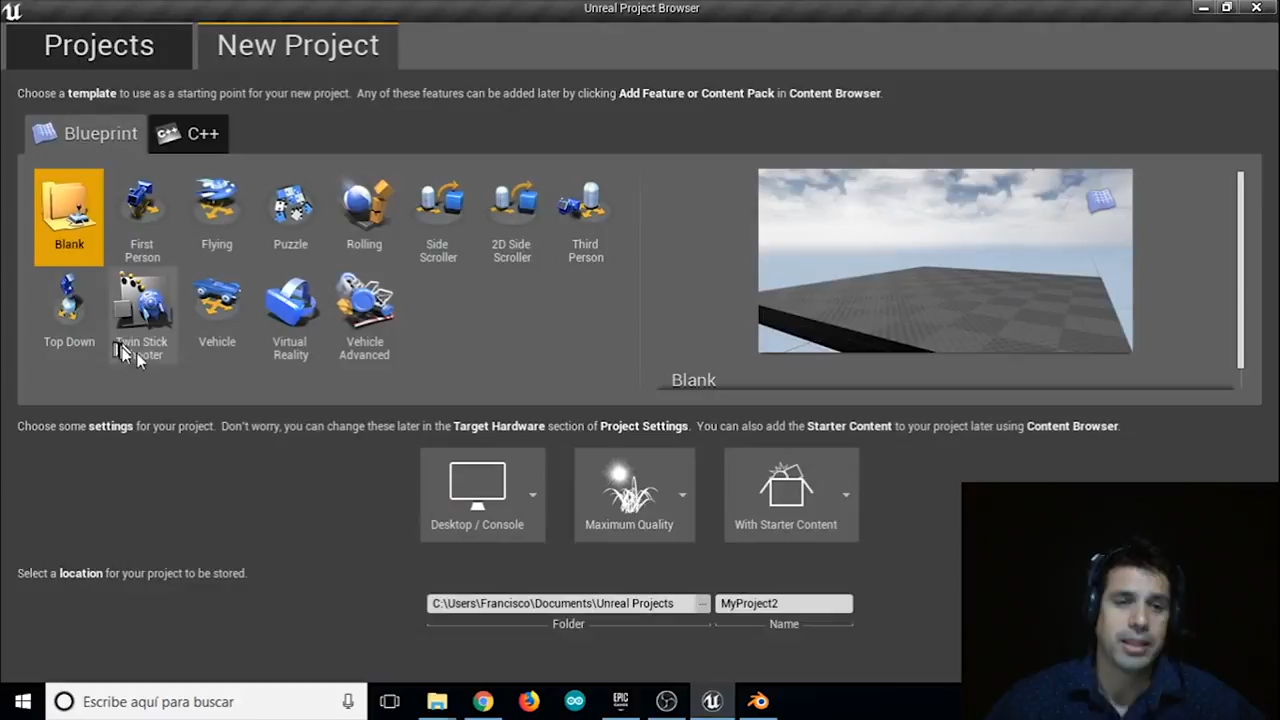 Unreal Project Browser
Projects
New Project
Choose a template to use as a starting point for your new project. Any of these features can be added later by clicking Add Feature or Content Pack in Content Browser.
Blueprint
C++
C++
Blank
First
Person
Flying
Puzzle
Rolling
Side
Scroller
2D Side
Scroller
Third
Person
Top Down
Twin Stick
Vehicle
Virtual
Reality
Vehicle
Advanced
Blank
Choose some settings for your project. Don't worry, you can change these later in the Target Hardware section of Project Settings. You can also add the Starter Content to your project later using Content Browser.
Desktop / Console
Maximum Quality
With Starter Content
Select a location for your project to be stored.
C:\Users\Francisco\Documents\Unreal Projects
...
MyProject2
Folder
Name
Escribe aquí para buscar
EPIC
GAMES